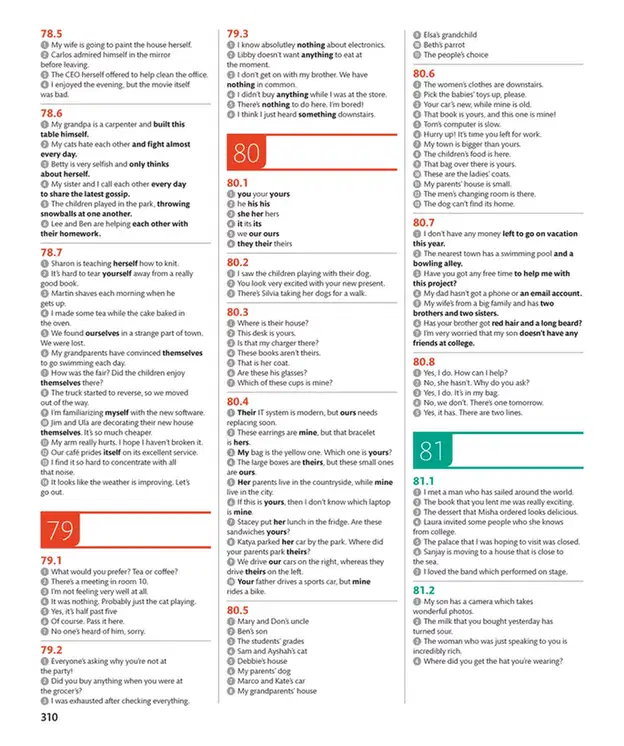 78.5
1 My wife is going to paint the house herself.
2 Carlos admired himself in the mirror
before leaving.
3 The CEO herself offered to help clean the office.
4 I enjoyed the evening, but the movie itself
was bad.
78.6
1 My grandpa is a carpenter and built this
table himself.
2 My cats hate each other and fight almost
every day.
3 Betty is very selfish and only thinks
about herself.
4 My sister and I call each other every day
to share the latest gossip.
5 The children played in the park, throwing
snowballs at one another.
6 Lee and Ben are helping each other with
their homework.
78.7
1 Sharon is teaching herself how to knit.
2 It's hard to tear yourself away from a really
good book.
3 Martin shaves each morning when he
gets up.
4 I made some tea while the cake baked in
the oven.
5 We found ourselves in a strange part of town.
We were lost.
6 My grandparents have convinced themselves
to go swimming each day.
7 How was the fair? Did the children enjoy
themselves there?
8 The truck started to reverse, so we moved
out of the way.
9 I'm familiarizing myself with the new software.
10 Jim and Ula are decorating their new house
themselves. It's so much cheaper.
11 My arm really hurts. I hope I haven't broken it.
12 Our café prides itself on its excellent service.
13 I find it so hard to concentrate with all
that noise.
14 It looks like the weather is improving. Let's
go out.
79
79.1
1 What would you prefer? Tea or coffee?
2 There's a meeting in room 10.
3 I'm not feeling very well at all.
4 It was nothing. Probably just the cat playing.
5 Yes, it's half past five
6 Of course. Pass it here.
7 No one's heard of him, sorry.
79.2
1 Everyone's asking why you're not at
the party!
2 Did you buy anything when you were at
the grocer's?
3 I was exhausted after checking everything.
310
79.3
1 I know absolutley nothing about electronics.
2 Libby doesn't want anything to eat at
the moment.
3 I don't get on with my brother. We have
nothing in common.
4 I didn't buy anything while I was at the store.
5 There's nothing to do here. I'm bored!
6 I think I just heard something downstairs.
80
80.1
1 you your yours
2 he his his
3 she her hers
4 it its its
5 we our ours
6 they their theirs
80.2
1 I saw the children playing with their dog.
2 You look very excited with your new present.
3 There's Silvia taking her dogs for a walk.
80.3
1 Where is their house?
2 This desk is yours.
3 Is that my charger there?
4 These books aren't theirs.
5 That is her coat.
6 Are these his glasses?
7 Which of these cups is mine?
80.4
1 Their IT system is modern, but ours needs
replacing soon.
2 These earrings are mine, but that bracelet
is hers.
3 My bag is the yellow one. Which one is yours?
4 The large boxes are theirs, but these small ones
are ours.
5 Her parents live in the countryside, while mine
live in the city.
6 If this is yours, then I don't know which laptop
is mine.
7 Stacey put her lunch in the fridge. Are these
sandwiches yours?
8 Katya parked her car by the park. Where did
your parents park theirs?
9 We drive our cars on the right, whereas they
drive theirs on the left.
10 Your father drives a sports car, but mine
rides a bike.
80.5
1 Mary and Don's uncle
2 Ben's son
3 The students' grades
4 Sam and Ayshah's cat
5 Debbie's house
6 My parents' dog
7 Marco and Kate's car
8 My grandparents' house
9 Elsa's grandchild
10 Beth's parrot
11 The people's choice
80.6
1 The women's clothes are downstairs.
2 Pick the babies' toys up, please.
3 Your car's new, while mine is old.
4 That book is yours, and this one is mine!
5 Tom's computer is slow.
6 Hurry up! It's time you left for work.
7 My town is bigger than yours.
8 The children's food is here.
9 That bag over there is yours.
10 These are the ladies' coats.
11 My parents' house is small.
12 The men's changing room is there.
13 The dog can't find its home.
80.7
1 I don't have any money left to go on vacation
this year.
2 The nearest town has a swimming pool and a
bowling alley.
3 Have you got any free time to help me with
this project?
4 My dad hasn't got a phone or an email account.
5 My wife's from a big family and has two
brothers and two sisters.
6 Has your brother got red hair and a long beard?
7 I'm very worried that my son doesn't have any
friends at college.
80.8
1 Yes, I do. How can I help?
2 No, she hasn't. Why do you ask?
3 Yes, I do. It's in my bag.
4 No, we don't. There's one tomorrow.
5 Yes, it has. There are two lines.
81
81.1
1 I met a man who has sailed around the world.
2 The book that you lent me was really exciting.
3 The dessert that Misha ordered looks delicious.
4 Laura invited some people who she knows
from college.
5 The palace that I was hoping to visit was closed.
6 Sanjay is moving to a house that is close to
the sea.
7 I loved the band which performed on stage.
81.2
1 My son has a camera which takes
wonderful photos.
2 The milk that you bought yesterday has
turned sour.
3 The woman who was just speaking to you is
incredibly rich.
4 Where did you get the hat you're wearing?